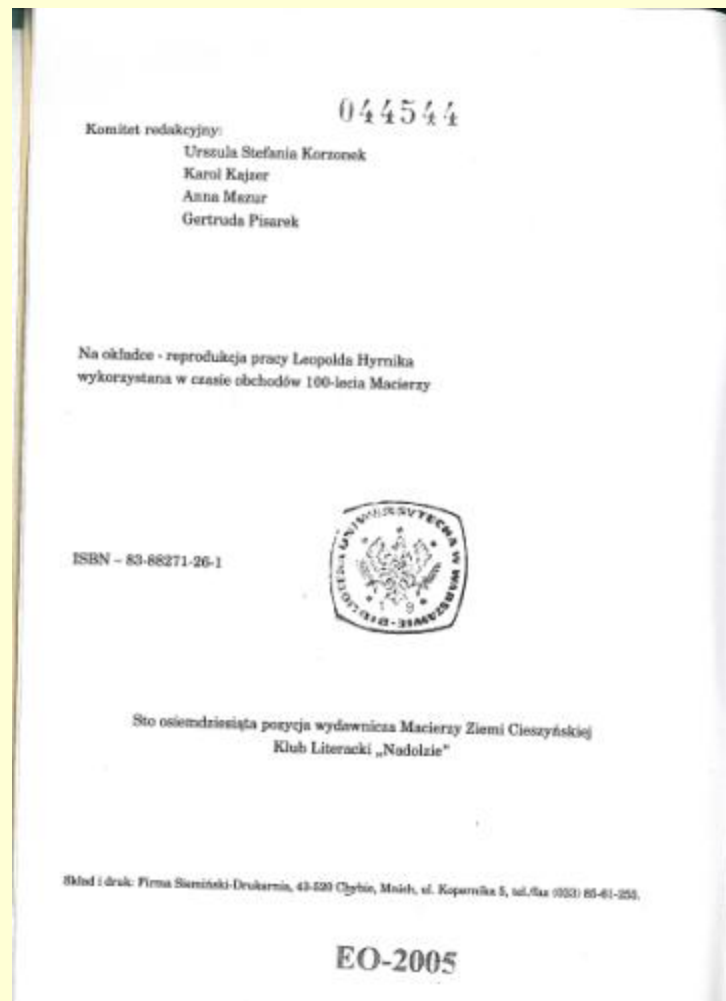 044544
Komitet redakcyjny:
Urszula Stefania Korzonek
Karol Kajzer
Anna Mazur
Gertruda Pisarek
Na okładce - reprodukcja pracy Leopolda Hyrnika
wykorzystana w czasie obchodów 100-lecia Macierzy
ISBN – 83-88271-26-1
BIBLIOTEKA UNIWERSYTECKA W WARSZAWIE
Sto osiemdziesiąta pozycja wydawnicza Macierzy Ziemi Cieszyńskiej
Klub Literacki „Nadolzie”
Skład i druk: Firma Siemiński-Drukarnia, 43-520 Chybie, Mnich, ul. Kopernika 5, tel./fax (033) 85-61-255.
EO-2005